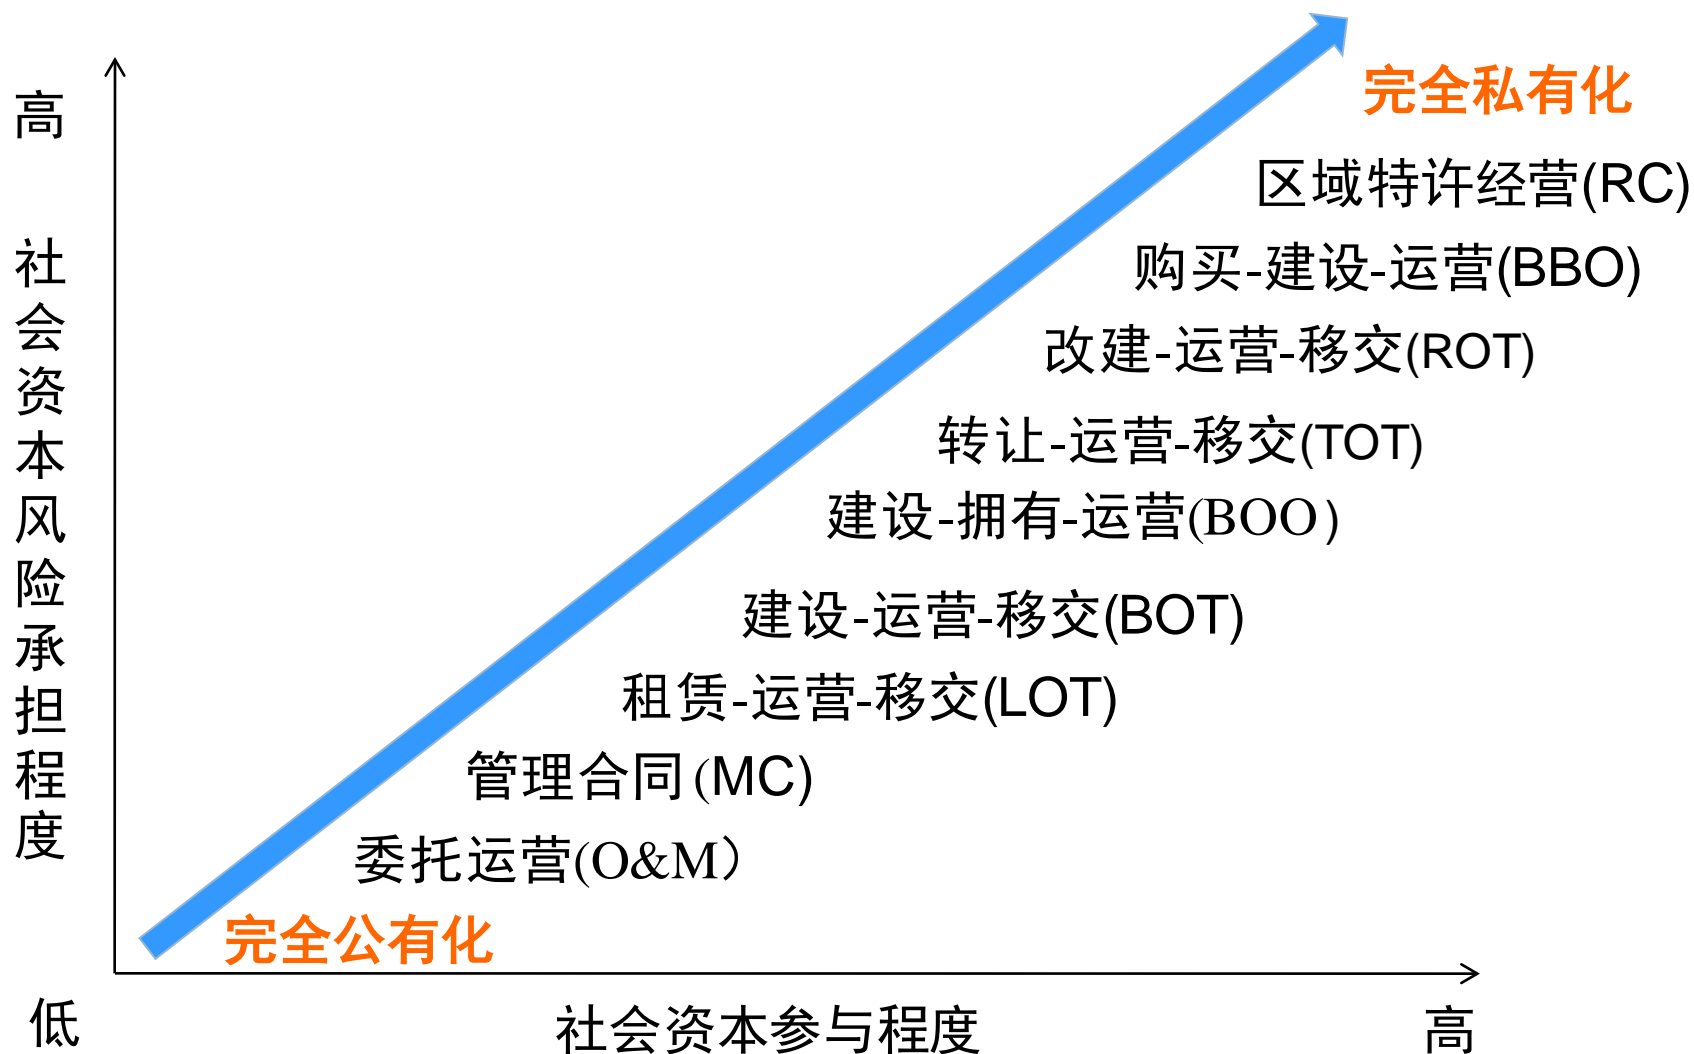 高
社会资本风险承担程度
完全私有化
区域特许经营(RC)
购买-建设-运营(BBO)
改建-运营-移交(ROT)
转让-运营-移交(TOT)
建设-拥有-运营(BOO)
建设-运营-移交(BOT)
租赁-运营-移交(LOT)
管理合同(MC)
委托运营(O&M）
完全公有化
低
社会资本参与程度
高